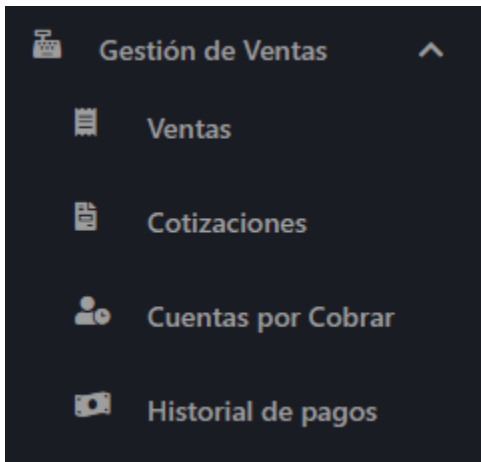 Gestión de Ventas
Ventas
Cotizaciones
Cuentas por Cobrar
Historial de pagos